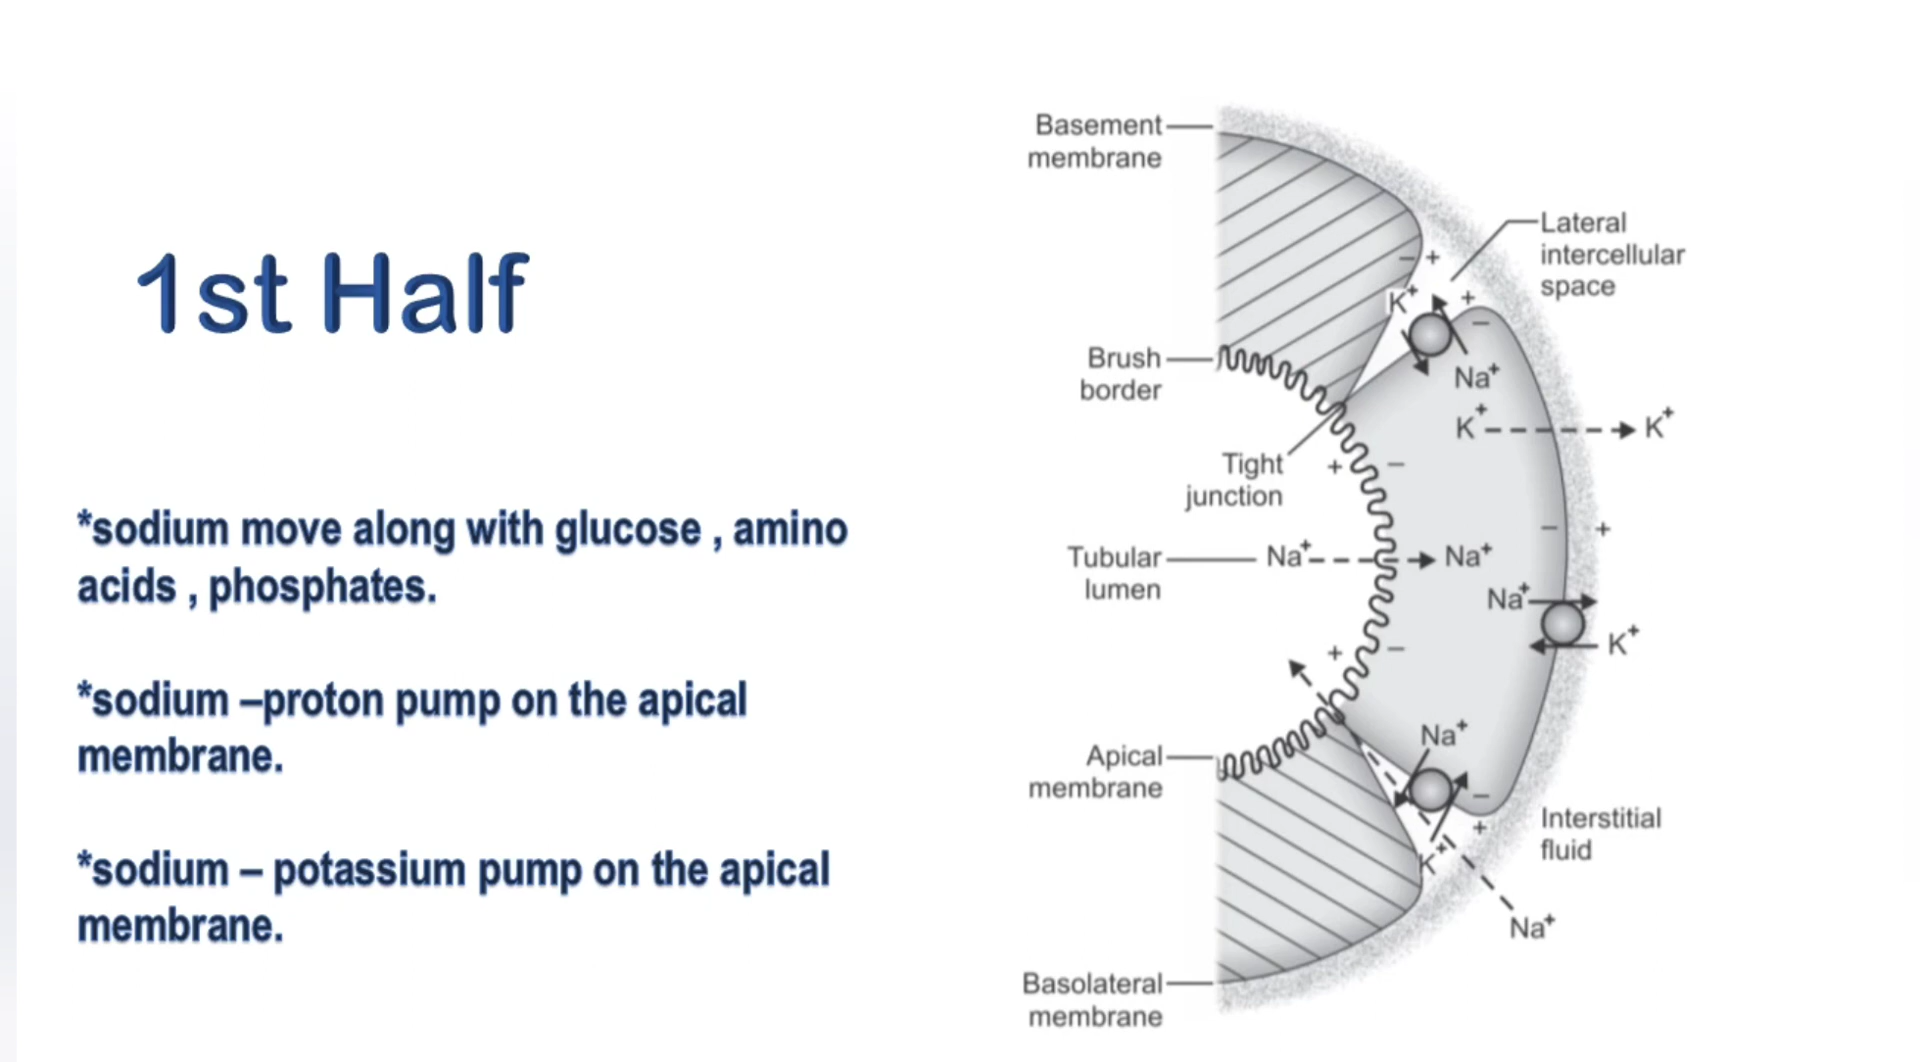 1st Half
*sodium move along with glucose , amino
acids , phosphates.
*sodium –proton pump on the apical
membrane.
*sodium – potassium pump on the apical
membrane.
Basement
membrane
Lateral
intercellular
space
– +
K+
+
–
Brush
border
Na+
K+
K+
Tight
junction
+ –
– +
Tubular
lumen
Na+
Na+
Na+
K+
+ –
Na+
Apical
membrane
–
+
Interstitial
fluid
K+
Na+
Basolateral
membrane